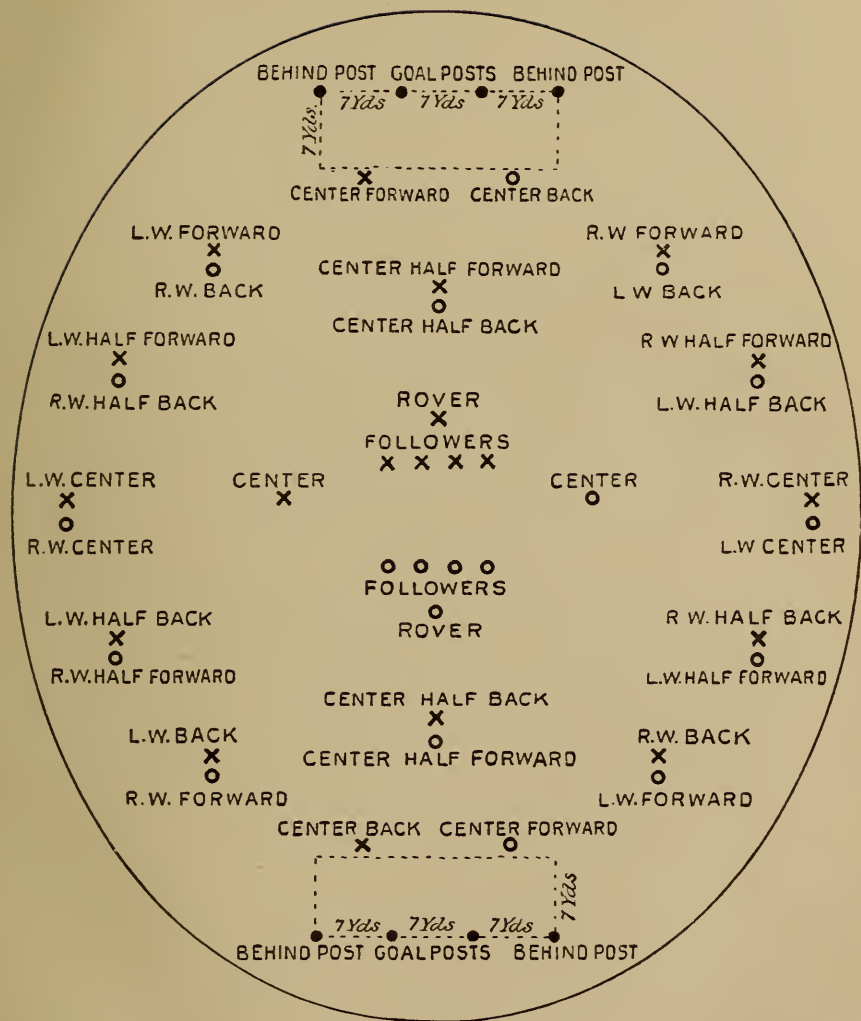 BEHIND POST GOAL POSTS BEHIND POST
7 Yds 7 Yds 7 Yds
7 Yds.
CENTER FORWARD CENTER BACK
L.W. FORWARD R.W FORWARD
R.W. BACK CENTER HALF FORWARD L W BACK
CENTER HALF BACK
L.W. HALF FORWARD R W HALF FORWARD
R.W. HALF BACK ROVER L.W. HALF BACK
FOLLOWERS
L.W. CENTER CENTER CENTER R.W. CENTER
R.W. CENTER L.W CENTER
FOLLOWERS
L.W. HALF BACK ROVER R W. HALF BACK
R.W. HALF FORWARD L.W. HALF FORWARD
CENTER HALF BACK
L.W. BACK CENTER HALF FORWARD R.W. BACK
R.W. FORWARD L.W. FORWARD
CENTER BACK CENTER FORWARD
7 Yds
7 Yds 7 Yds 7 Yds
BEHIND POST GOAL POSTS BEHIND POST